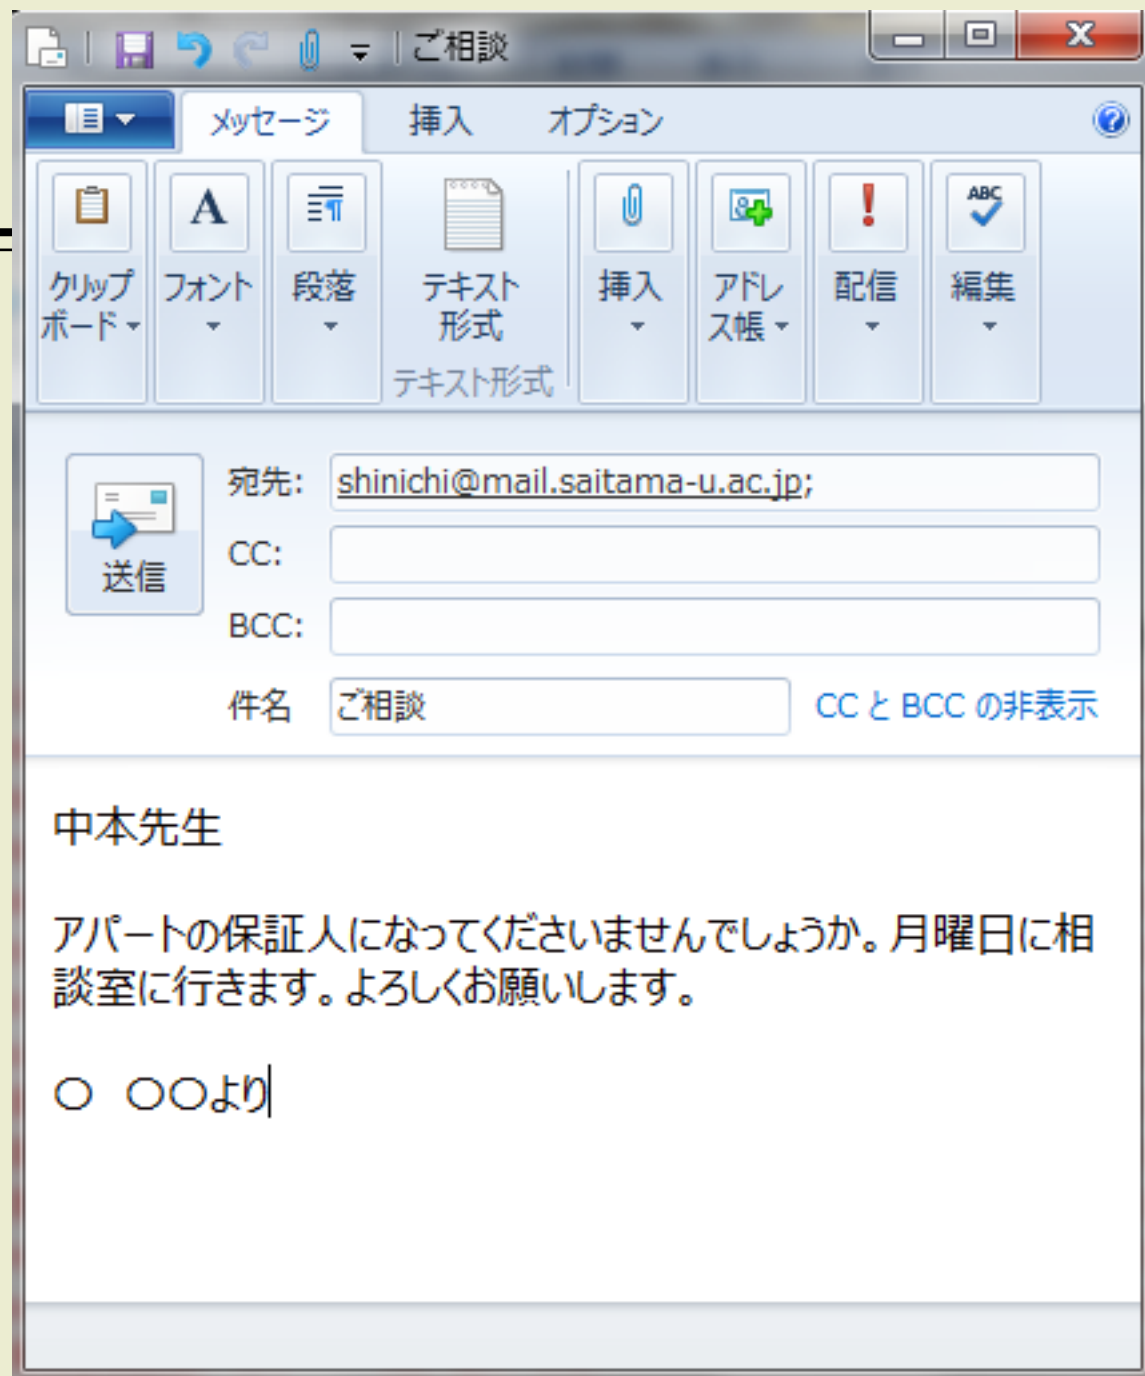 ご相談
メッセージ 挿入 オプション
クリップボード フォント 段落 テキスト形式 挿入 アドレス帳 配信 編集
ABC
テキスト形式
送信
宛先: shinichi@mail.saitama-u.ac.jp;
CC:
BCC:
件名 ご相談 CC と BCC の非表示
中本先生
アパートの保証人になってくださいませんでしょうか。月曜日に相
談室に行きます。よろしくお願いします。
〇 〇〇より